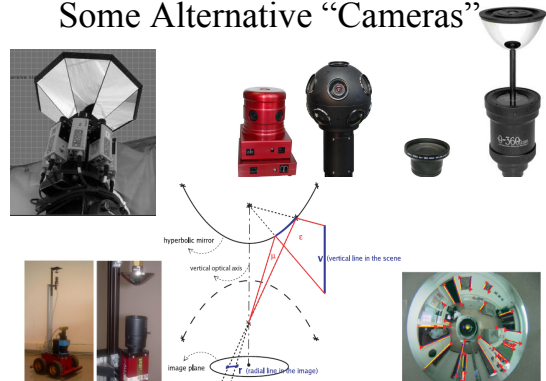 Some Alternative “Cameras”
0-360.com
hyperbolic mirror
ε
μ
v (vertical line in the scene
vertical optical axis
image plane
r (radial line in the image)